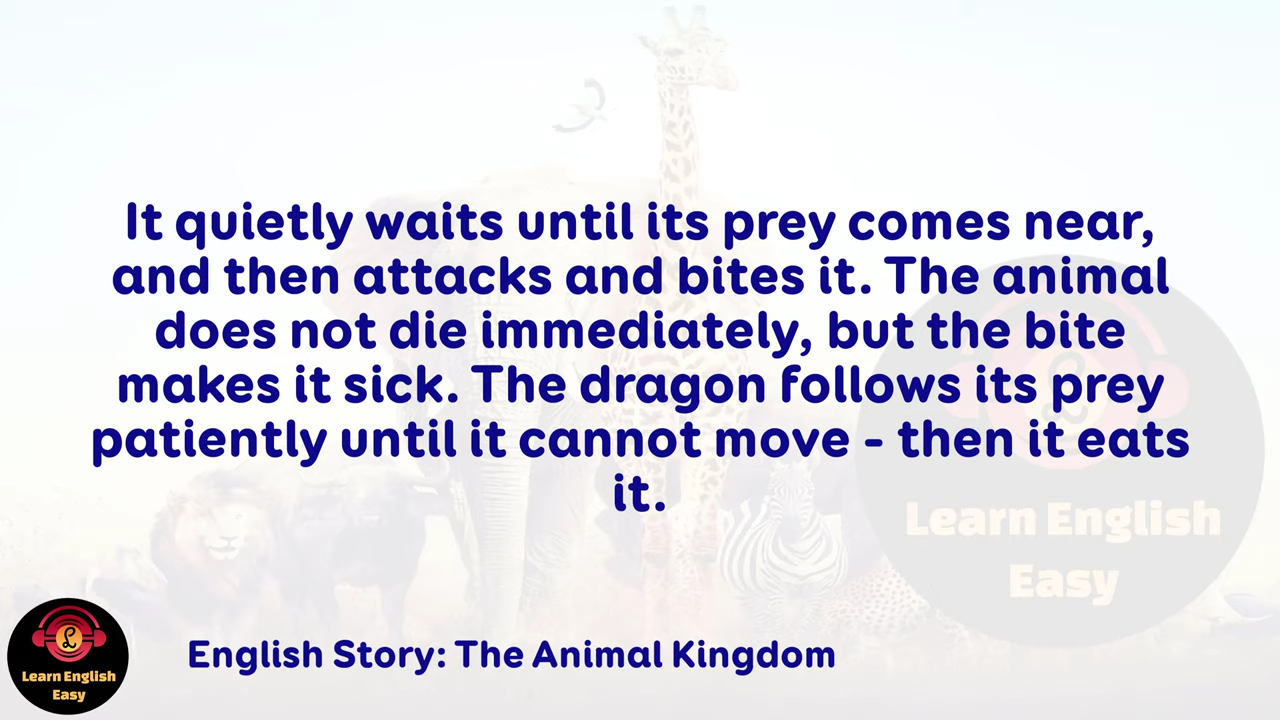 It quietly waits until its prey comes near,
and then attacks and bites it. The animal
does not die immediately, but the bite
makes it sick. The dragon follows its prey
patiently until it cannot move - then it eats
it.
Learn English
Easy
Learn English
Easy
English Story: The Animal Kingdom